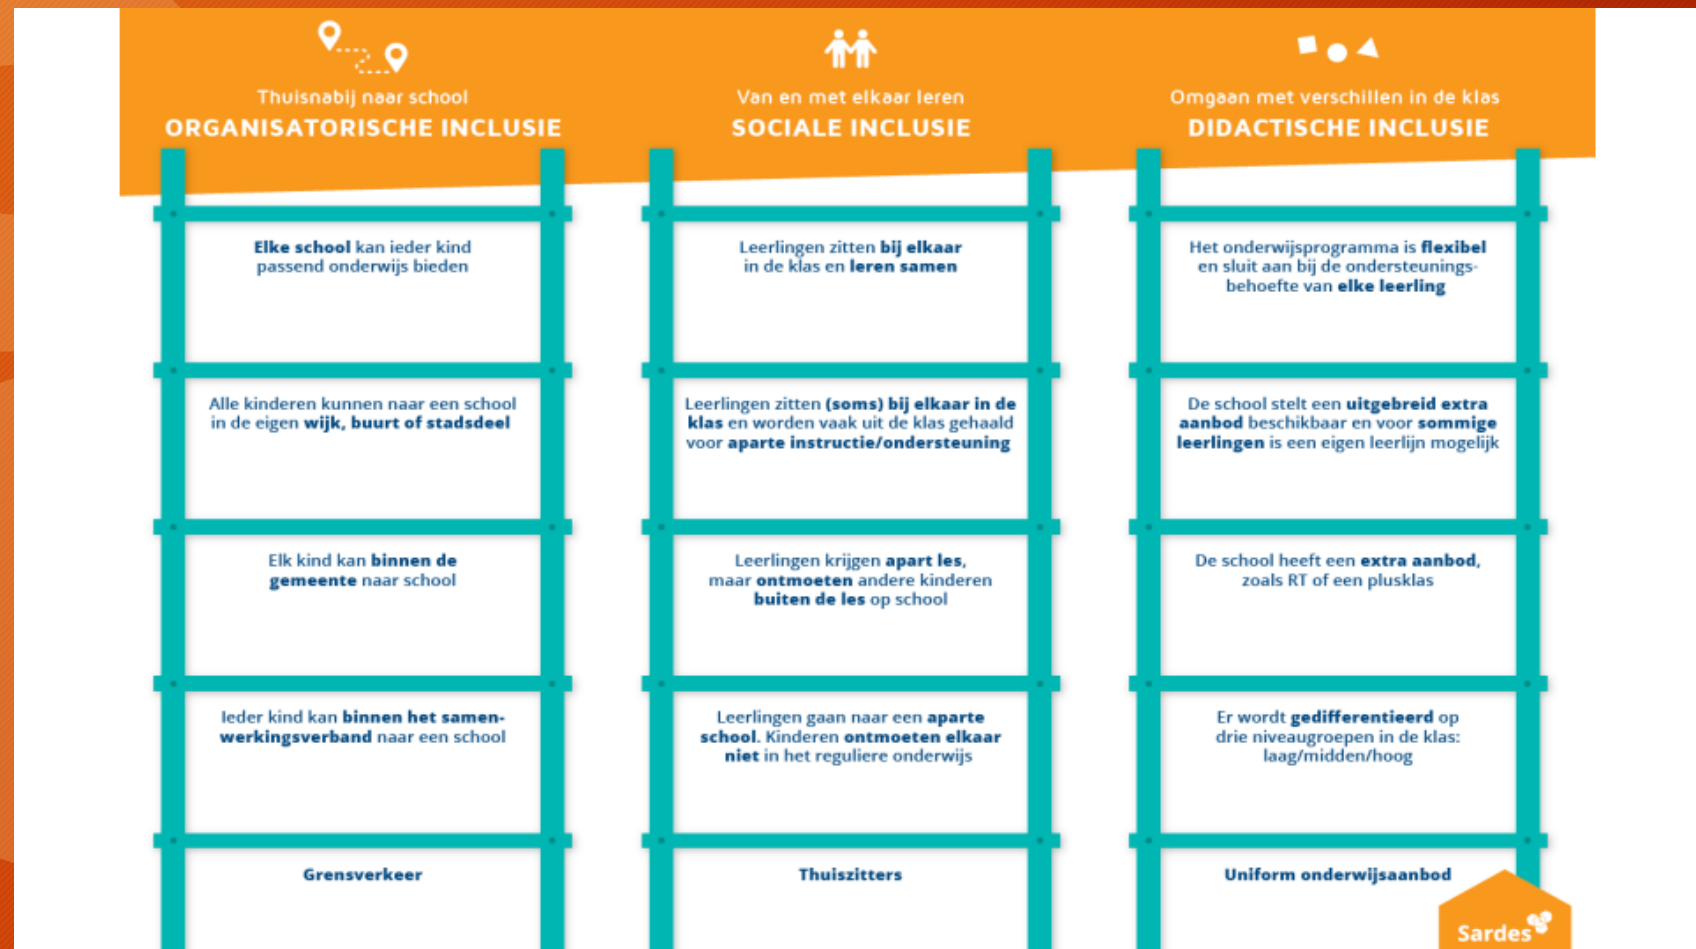 Thuisnabij naar school
ORGANISATORISCHE INCLUSIE
Elke school kan ieder kind
passend onderwijs bieden
Alle kinderen kunnen naar een school
in de eigen wijk, buurt of stadsdeel
Elk kind kan binnen de
gemeente naar school
Ieder kind kan binnen het samen-
werkingsverband naar een school
Grensverkeer
Van en met elkaar leren
SOCIALE INCLUSIE
Leerlingen zitten bij elkaar
in de klas en leren samen
Leerlingen zitten (soms) bij elkaar in de
klas en worden vaak uit de klas gehaald
voor aparte instructie/ondersteuning
Leerlingen krijgen apart les,
maar ontmoeten andere kinderen
buiten de les op school
Leerlingen gaan naar een aparte
school. Kinderen ontmoeten elkaar
niet in het reguliere onderwijs
Thuiszitters
Omgaan met verschillen in de klas
DIDACTISCHE INCLUSIE
Het onderwijsprogramma is flexibel
en sluit aan bij de ondersteunings-
behoefte van elke leerling
De school stelt een uitgebreid extra
aanbod beschikbaar en voor sommige
leerlingen is een eigen leerlijn mogelijk
De school heeft een extra aanbod,
zoals RT of een plusklas
Er wordt gedifferentieerd op
drie niveaugroepen in de klas:
laag/midden/hoog
Uniform onderwijsaanbod
Sardes